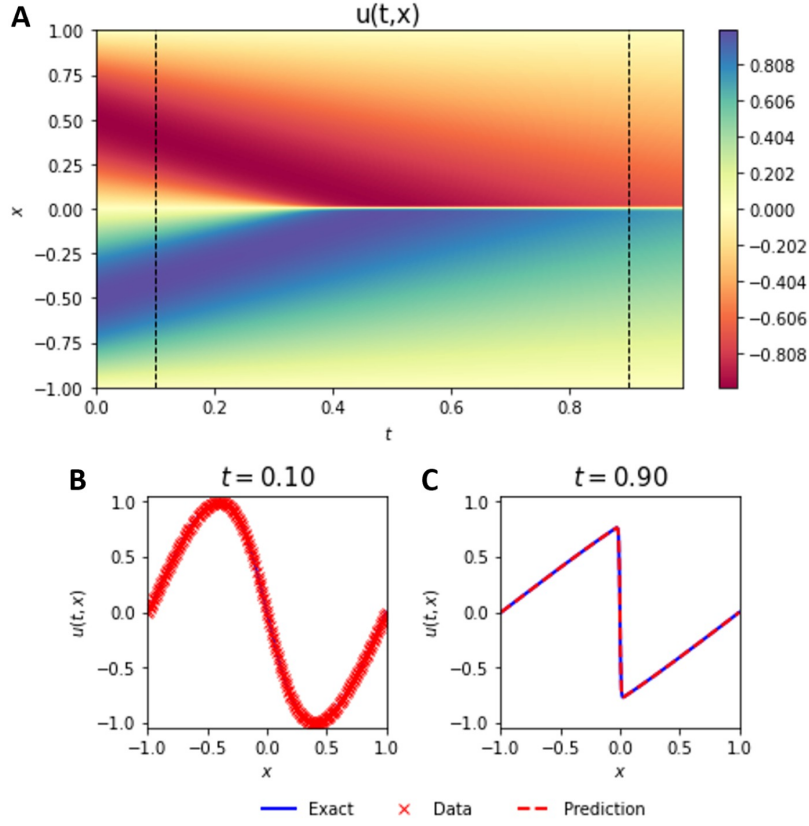 A
u(t,x)
1.00
0.75
0.50
0.25
0.00
−0.25
−0.50
−0.75
−1.00
x
0.0 0.2 0.4 0.6 0.8
t
0.808
0.606
0.404
0.202
0.000
−0.202
−0.404
−0.606
−0.808
B
t = 0.10
1.0
0.5
0.0
−0.5
−1.0
u(t, x)
−1.0 −0.5 0.0 0.5 1.0
x
C
t = 0.90
1.0
0.5
0.0
−0.5
−1.0
u(t, x)
−1.0 −0.5 0.0 0.5 1.0
x
Exact Data Prediction